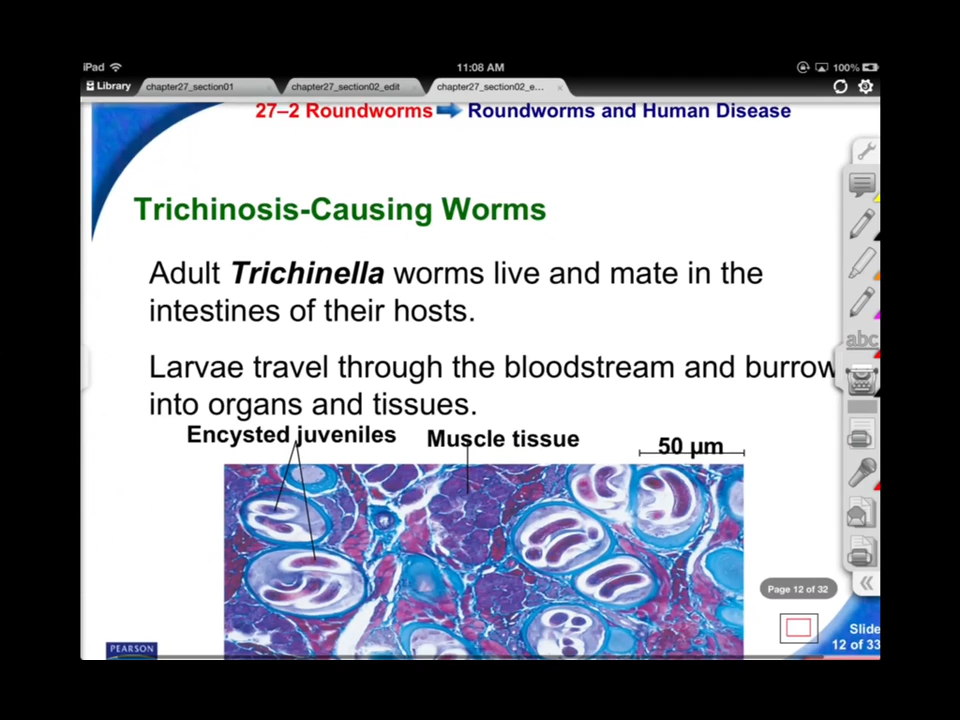 iPad
11:08 AM
100%
Library
chapter27_section01
chapter27_section02_edit
chapter27_section02_e...
27–2 Roundworms
Roundworms and Human Disease
Trichinosis-Causing Worms
Adult Trichinella worms live and mate in the
intestines of their hosts.
Larvae travel through the bloodstream and burrow
into organs and tissues.
Encysted juveniles
Muscle tissue
50 µm
abc
Page 12 of 32
Slide
12 of 33
PEARSON